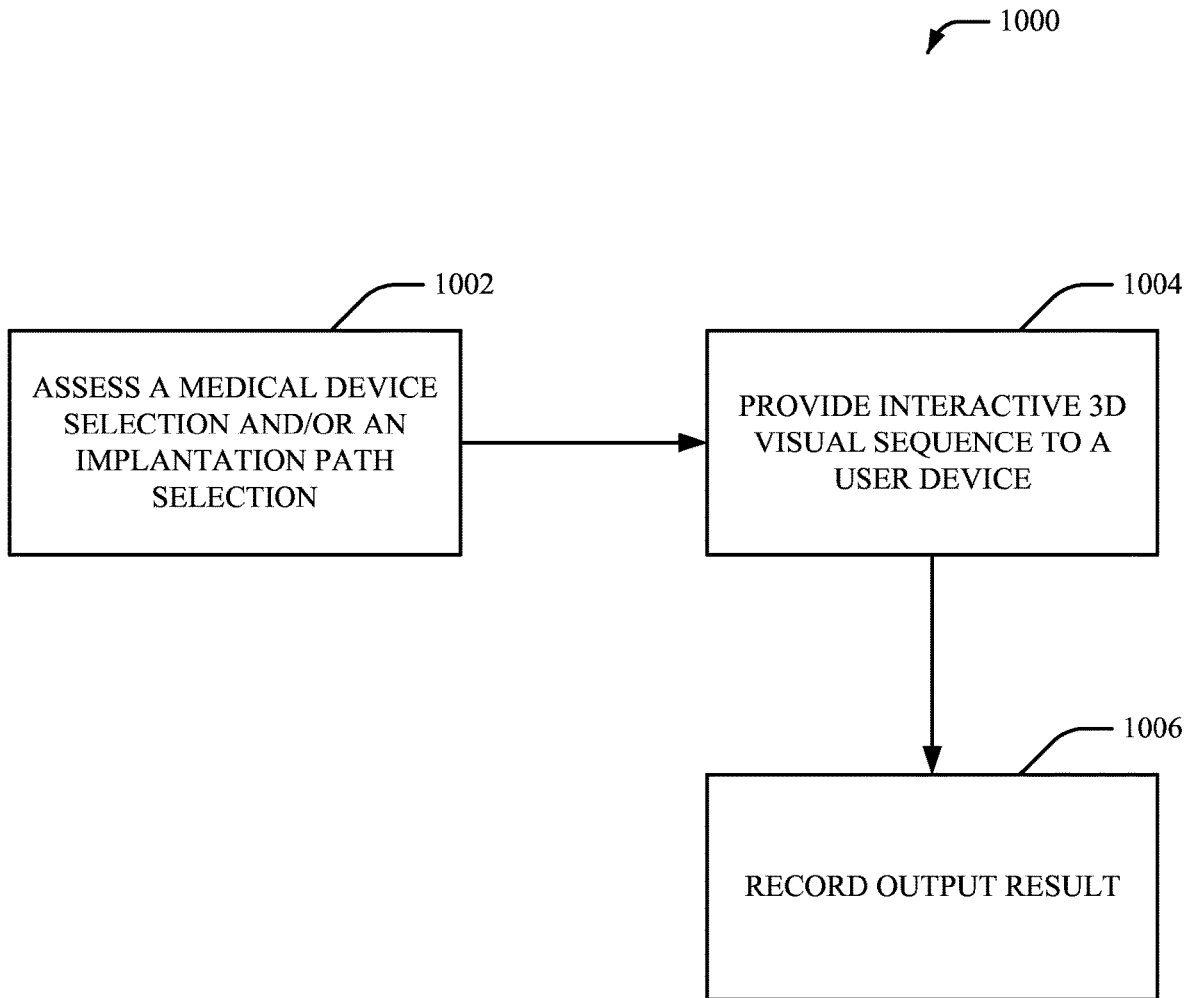 1000
1002
ASSESS A MEDICAL DEVICE
SELECTION AND/OR AN
IMPLANTATION PATH
SELECTION
1004
PROVIDE INTERACTIVE 3D
VISUAL SEQUENCE TO A
USER DEVICE
1006
RECORD OUTPUT RESULT